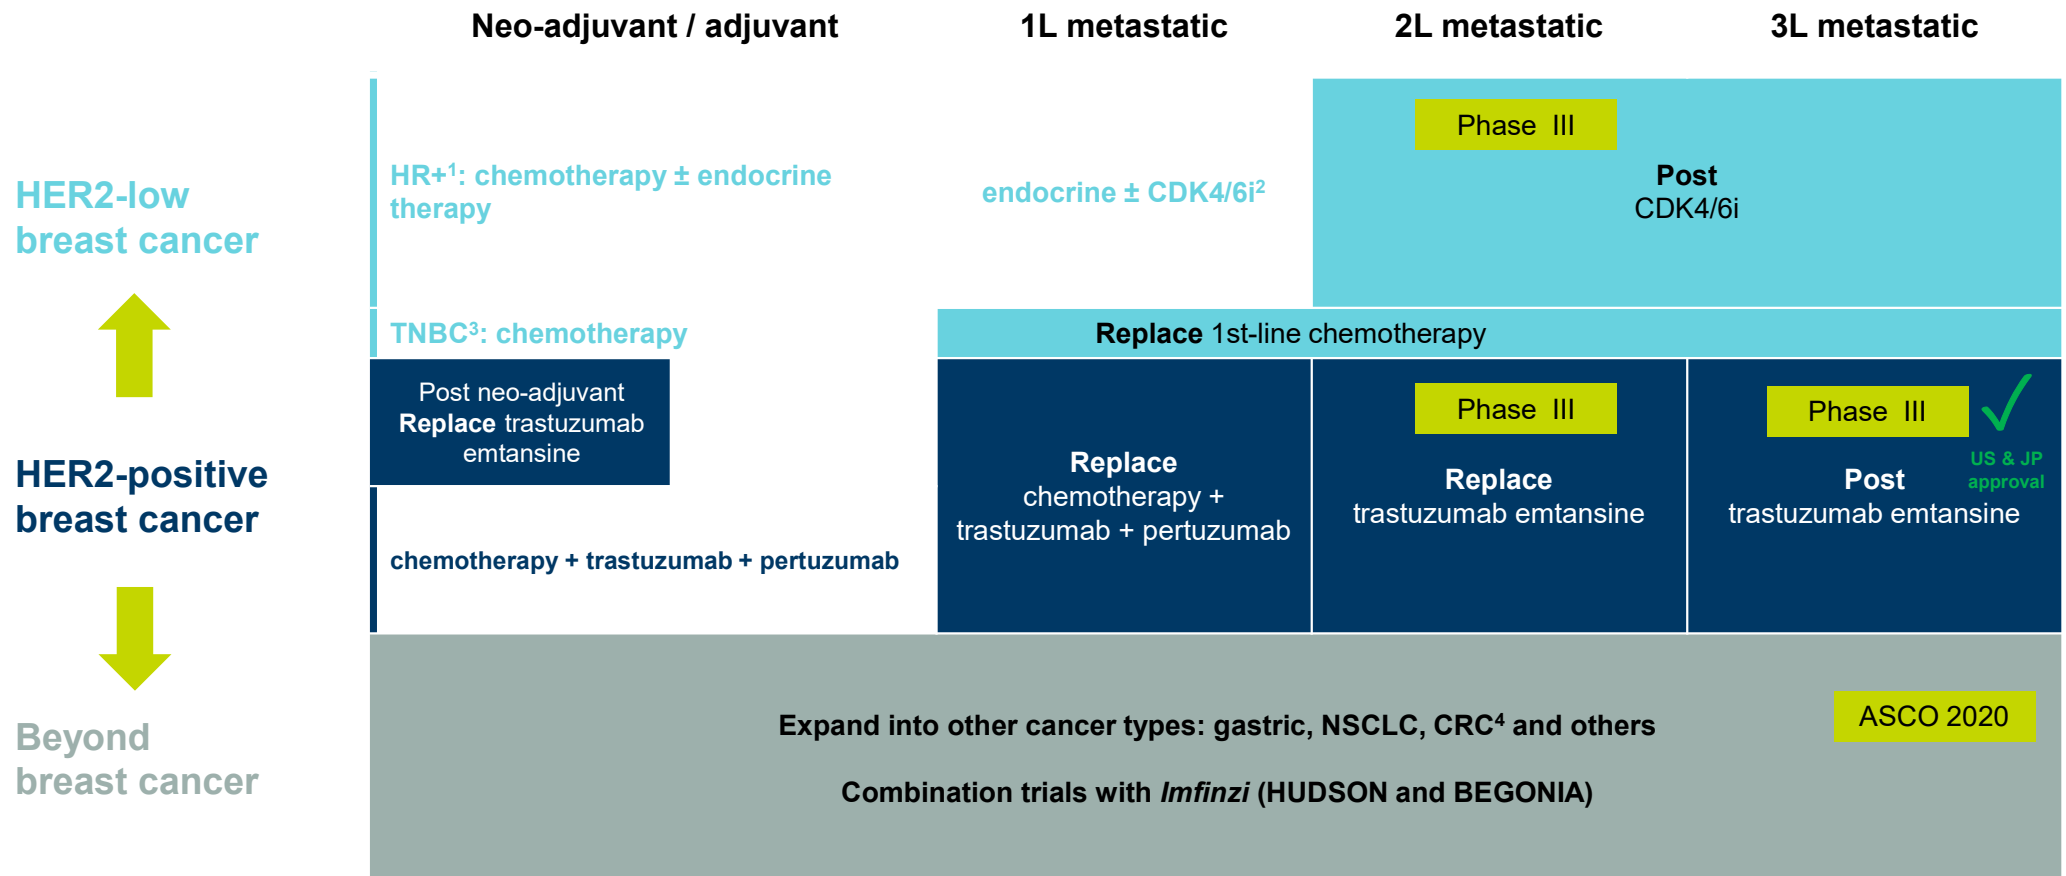 Neo-adjuvant / adjuvant
1L metastatic
2L metastatic
3L metastatic
HER2-low
breast cancer
HR+¹: chemotherapy ± endocrine
therapy
endocrine ± CDK4/6i²
Phase III
Post
CDK4/6i
TNBC³: chemotherapy
Replace 1st-line chemotherapy
HER2-positive
breast cancer
Post neo-adjuvant
Replace trastuzumab
emtansine
chemotherapy + trastuzumab + pertuzumab
Replace
chemotherapy +
trastuzumab + pertuzumab
Phase III
Replace
trastuzumab emtansine
Phase III
US & JP
approval
Post
trastuzumab emtansine
Beyond
breast cancer
Expand into other cancer types: gastric, NSCLC, CRC⁴ and others
ASCO 2020
Combination trials with Imfinzi (HUDSON and BEGONIA)